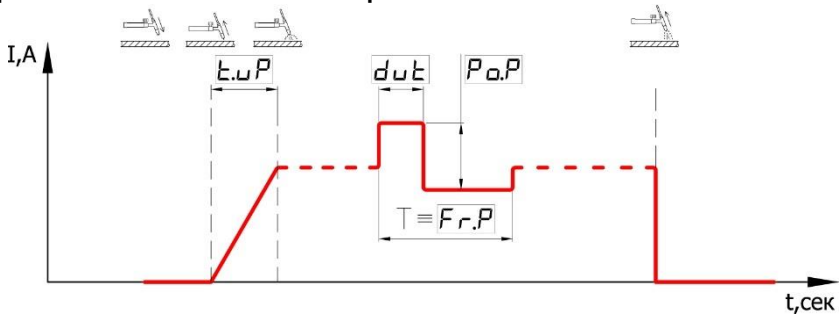 I,A
t.uP
dut
Po.P
T ≡ Fr.P
t,сек